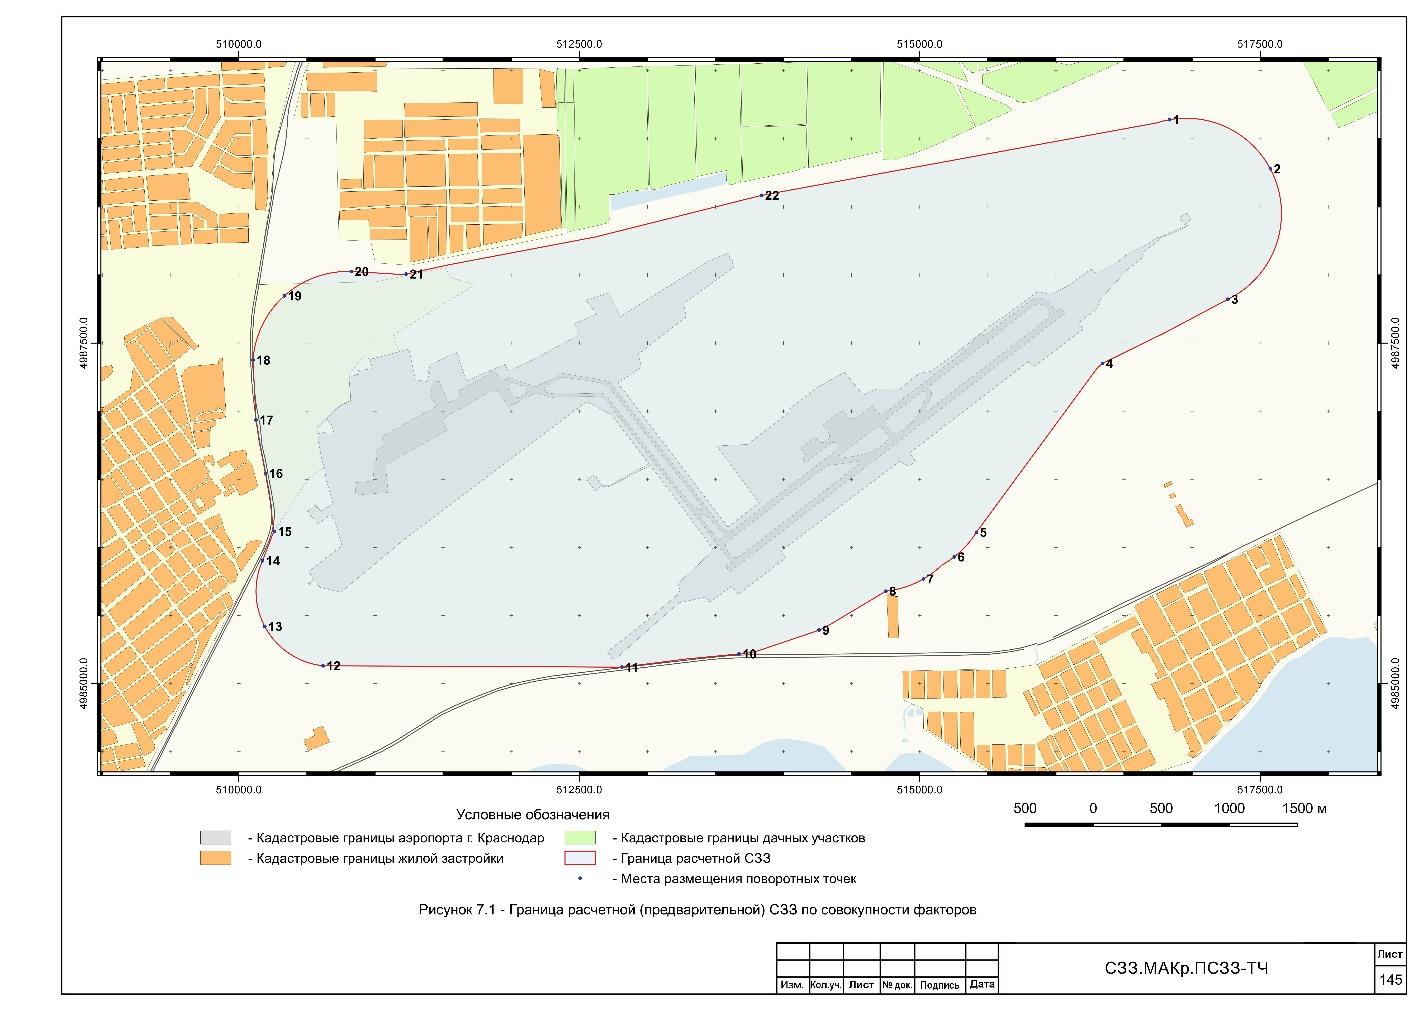 510000.0 512500.0 515000.0 517500.0
1
2
22
20
21
19
3
4987500.0 4987500.0
18
4
17
16
15
5
14
6
7
8
13
9
10
12
11
4985000.0 4985000.0
510000.0 512500.0 515000.0 517500.0
500 0 500 1000 1500 м
Условные обозначения
- Кадастровые границы аэропорта г. Краснодар
- Кадастровые границы жилой застройки
- Кадастровые границы дачных участков
- Граница расчетной СЗЗ
- Места размещения поворотных точек
Рисунок 7.1 - Граница расчетной (предварительной) СЗЗ по совокупности факторов
Изм. Кол.уч. Лист № док. Подпись Дата
СЗЗ.МАКр.ПСЗЗ-ТЧ
Лист
145